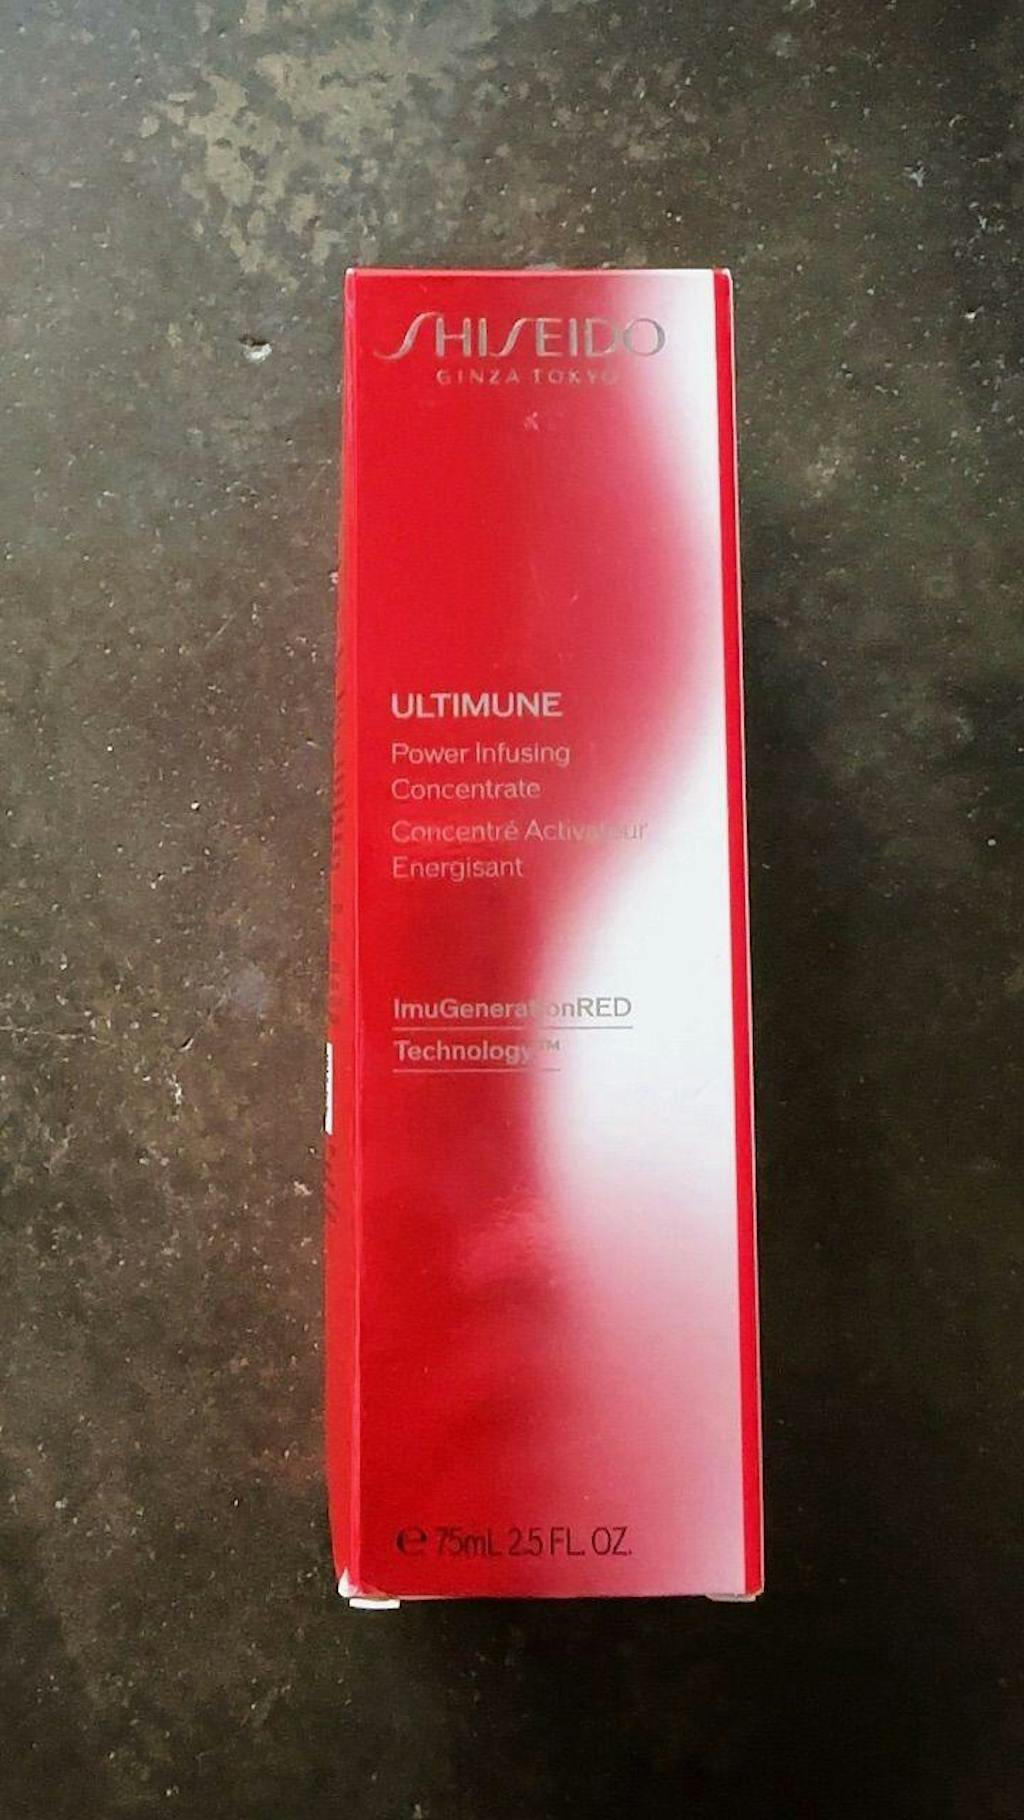 SHISEIDO
GINZA TOKYO
ULTIMUNE
Power Infusing
Concentrate
Concentré Activateur
Energisant
ImuGenerationRED
Technology™
e 75mL 2.5 FL. OZ.